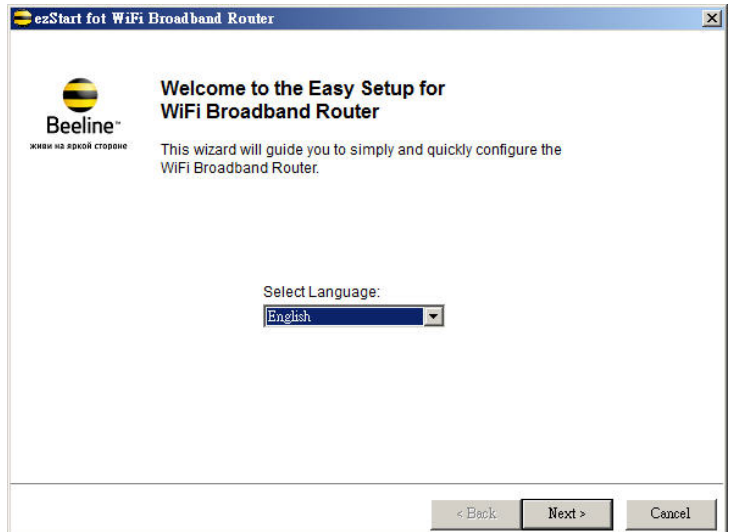 ezStart fot WiFi Broadband Router
Welcome to the Easy Setup for
WiFi Broadband Router
Beeline™
живи на яркой стороне
This wizard will guide you to simply and quickly configure the
WiFi Broadband Router.
Select Language:
English
< Back Next > Cancel